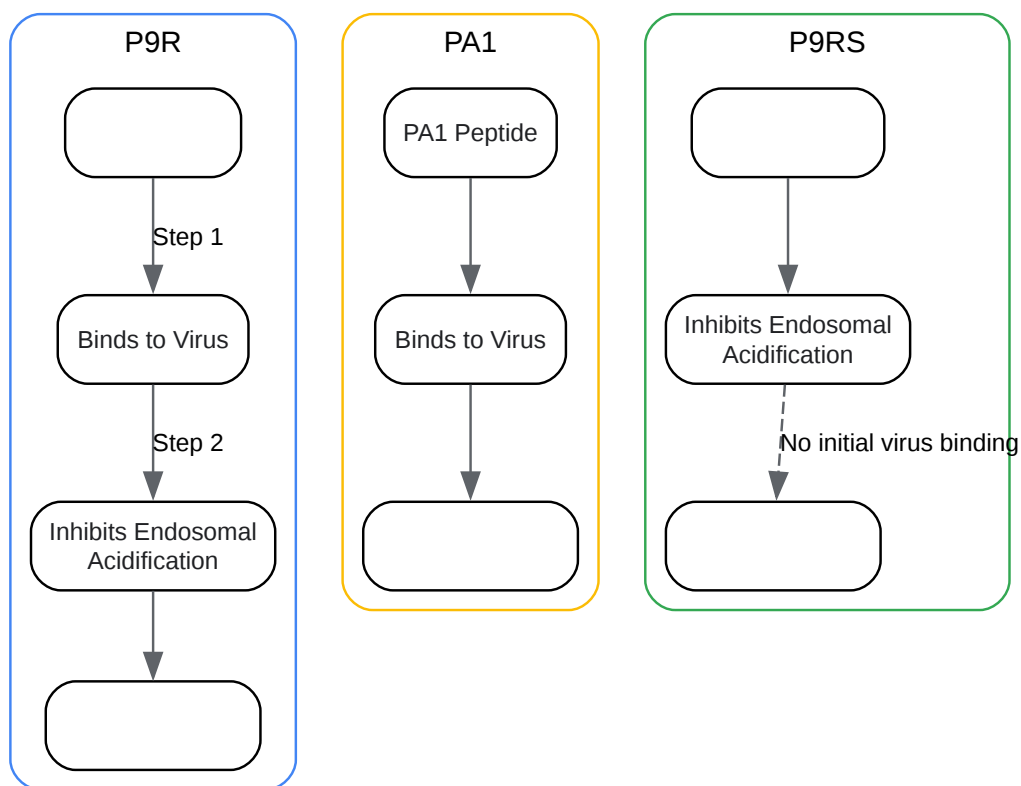 P9R
Step 1
Binds to Virus
Step 2
Inhibits Endosomal
Acidification
PA1
PA1 Peptide
Binds to Virus
P9RS
Inhibits Endosomal
Acidification
No initial virus binding